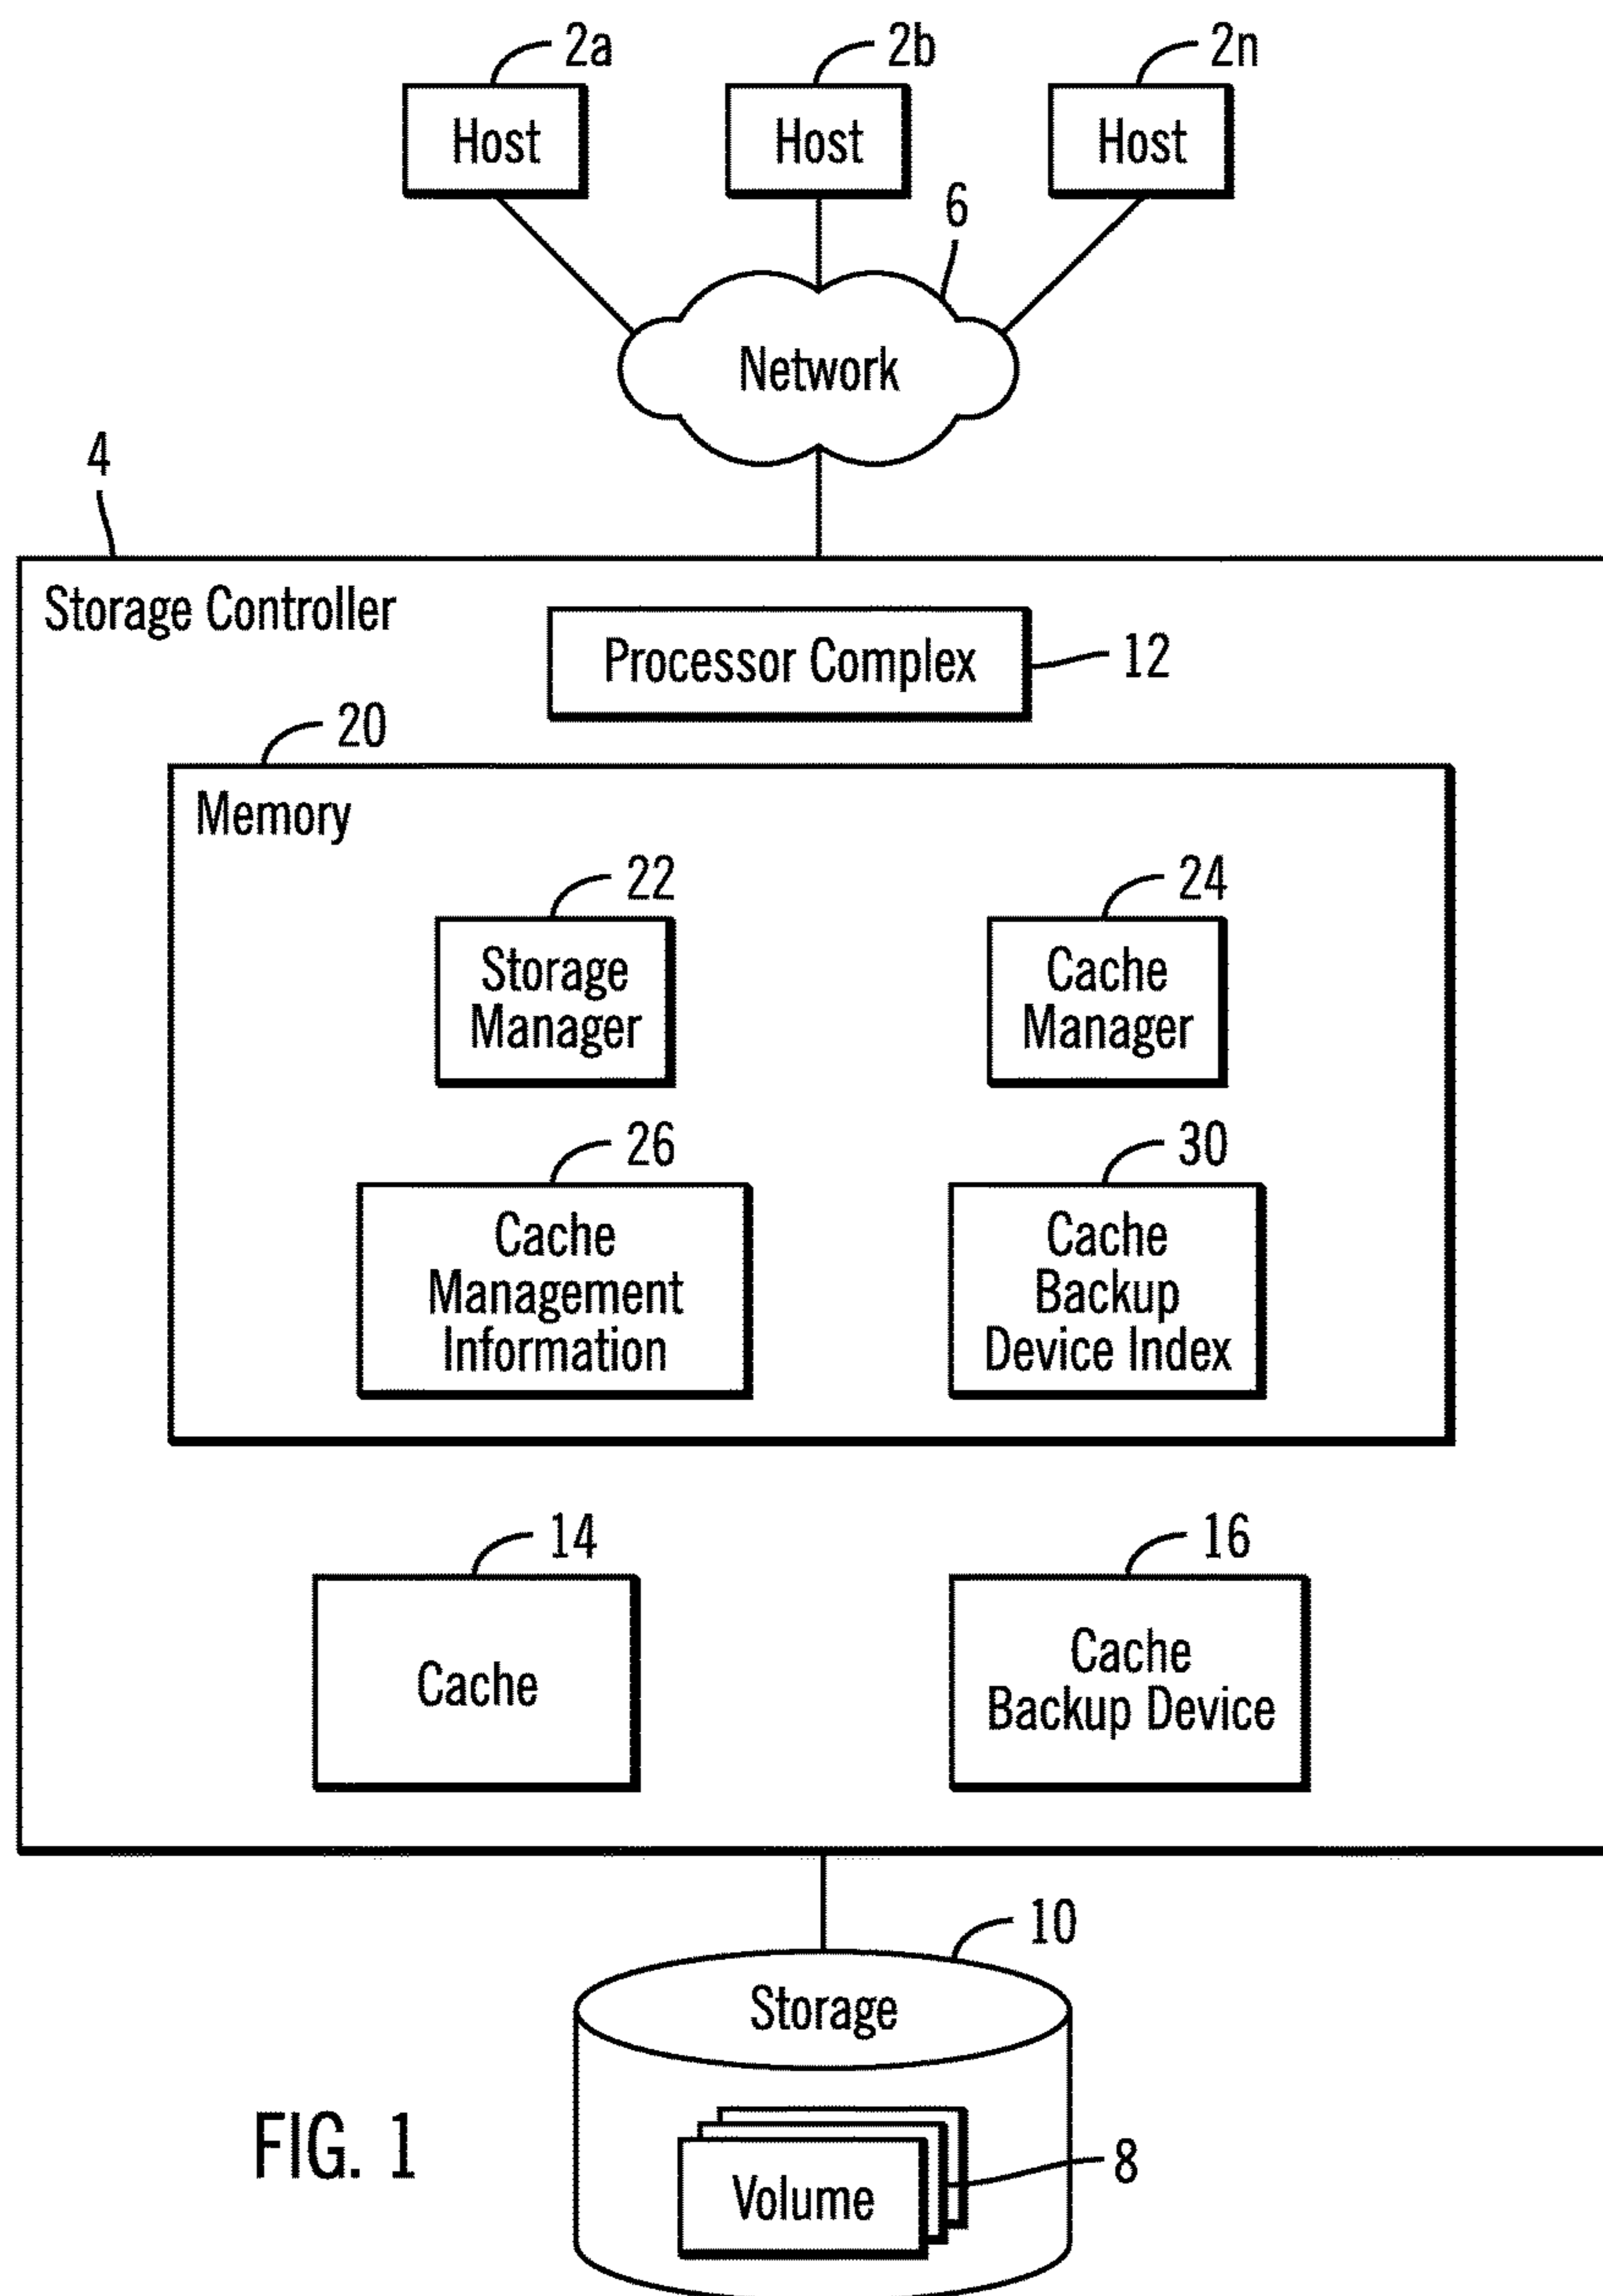 2a
2b
2n
Host
Host
Host
6
Network
4
Storage Controller
Processor Complex
12
20
Memory
22
24
Storage
Manager
Cache
Manager
26
30
Cache
Management
Information
Cache
Backup
Device Index
14
16
Cache
Cache
Backup Device
10
Storage
FIG. 1
8
Volume